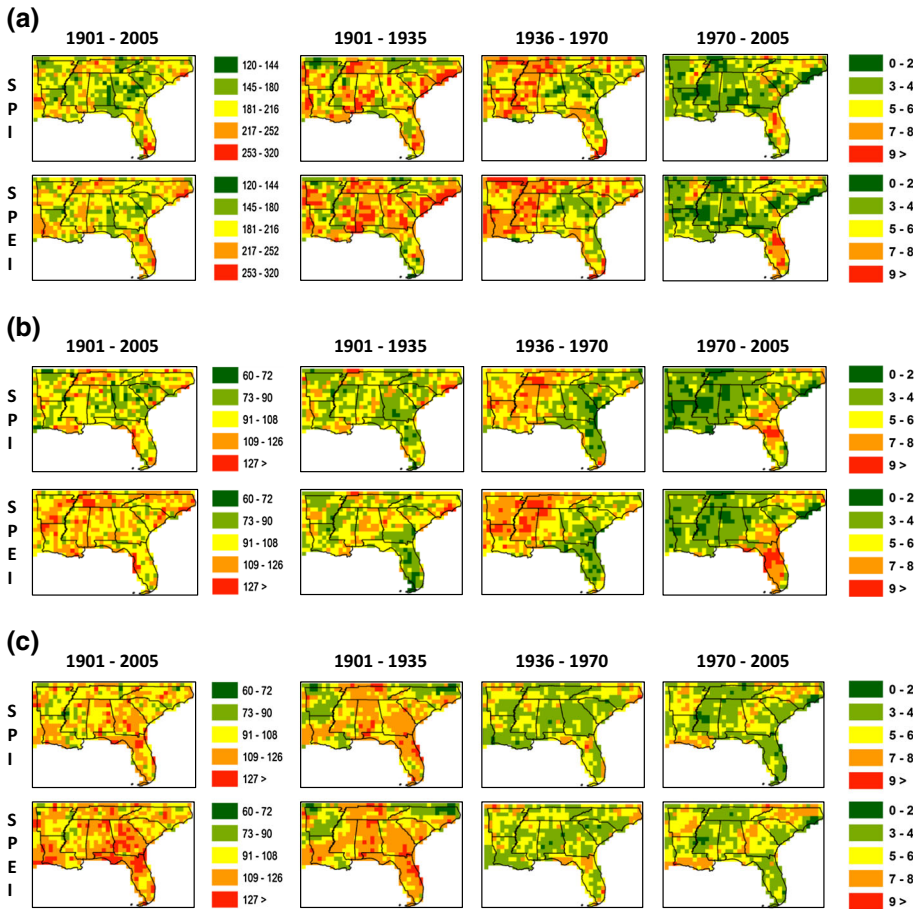 (a)
1901 - 2005 1901 - 1935 1936 - 1970 1970 - 2005
S
P
I
120 - 144
145 - 180
181 - 216
217 - 252
253 - 320
0 - 2
3 - 4
5 - 6
7 - 8
9 >
S
P
E
I
120 - 144
145 - 180
181 - 216
217 - 252
253 - 320
0 - 2
3 - 4
5 - 6
7 - 8
9 >
(b)
1901 - 2005 1901 - 1935 1936 - 1970 1970 - 2005
S
P
I
60 - 72
73 - 90
91 - 108
109 - 126
127 >
0 - 2
3 - 4
5 - 6
7 - 8
9 >
S
P
E
I
60 - 72
73 - 90
91 - 108
109 - 126
127 >
0 - 2
3 - 4
5 - 6
7 - 8
9 >
(c)
1901 - 2005 1901 - 1935 1936 - 1970 1970 - 2005
S
P
I
60 - 72
73 - 90
91 - 108
109 - 126
127 >
0 - 2
3 - 4
5 - 6
7 - 8
9 >
S
P
E
I
60 - 72
73 - 90
91 - 108
109 - 126
127 >
0 - 2
3 - 4
5 - 6
7 - 8
9 >